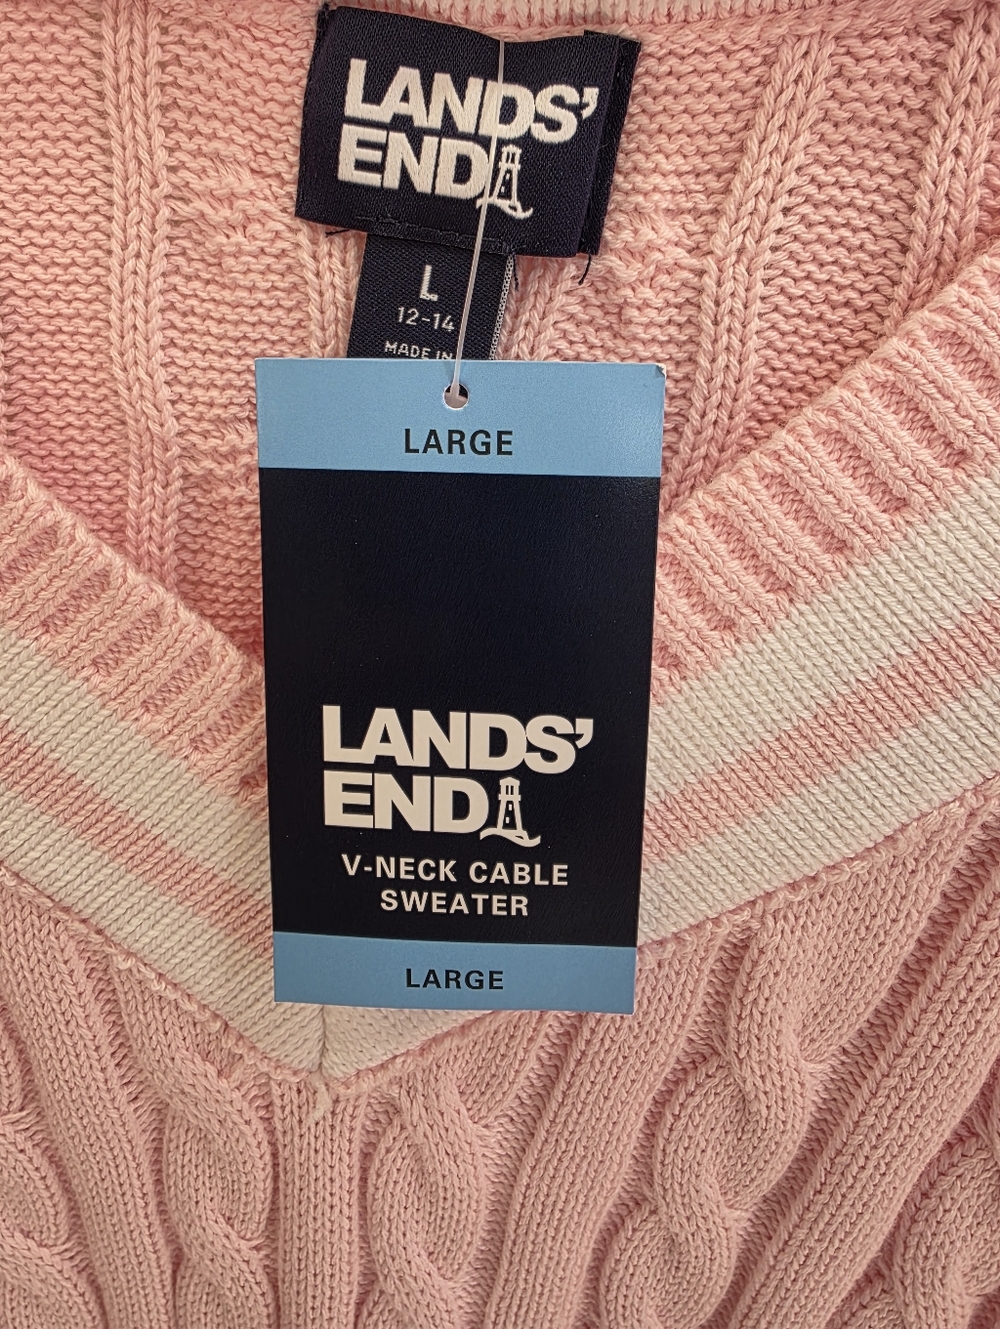 LANDS'
END
L
12-14
MADE IN
LARGE
LANDS'
END
V-NECK CABLE
SWEATER
LARGE